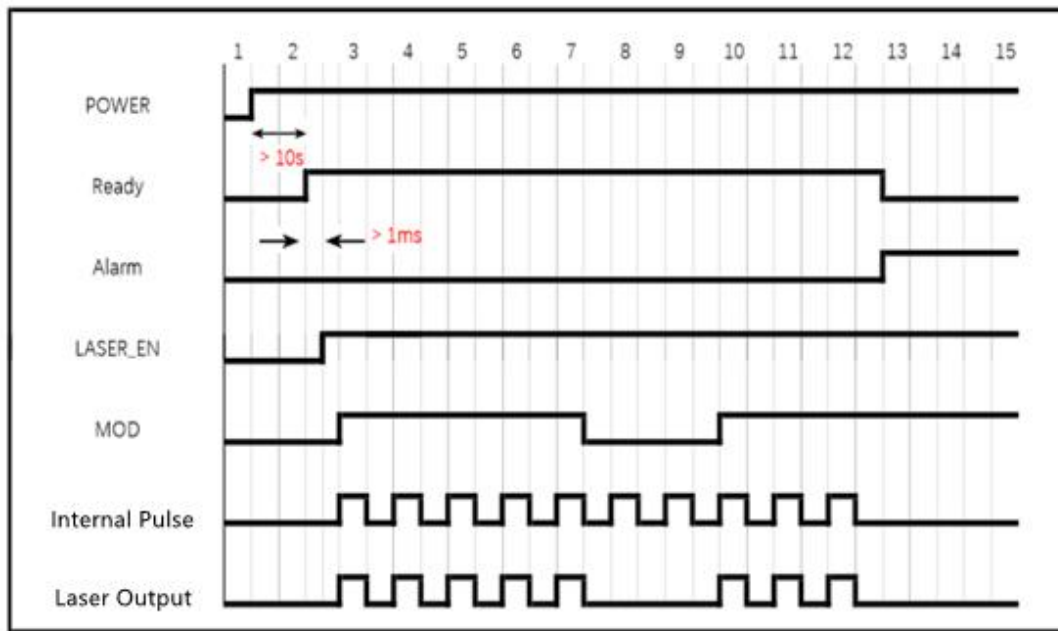 1 2 3 4 5 6 7 8 9 10 11 12 13 14 15
POWER
> 10s
Ready
> 1ms
Alarm
LASER_EN
MOD
Internal Pulse
Laser Output